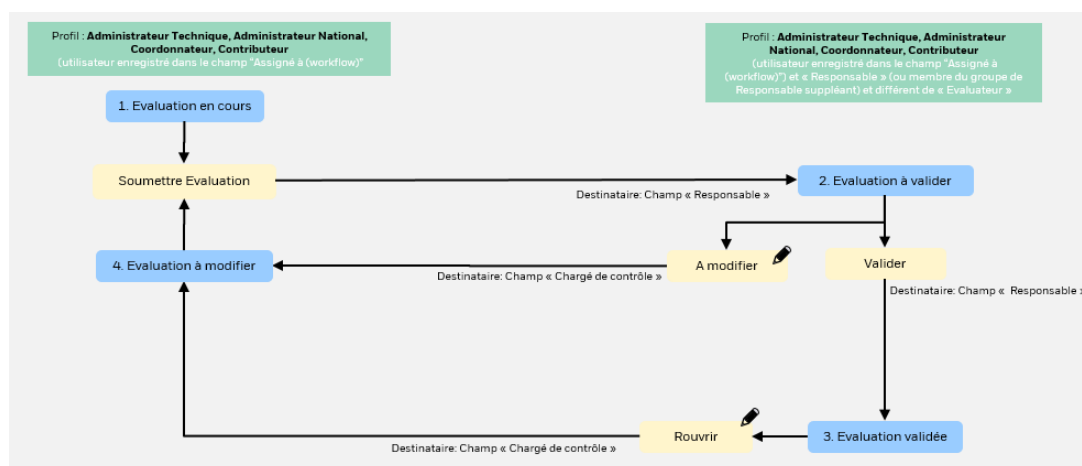 Profil : Administrateur Technique, Administrateur National,
Coordonnateur, Contributeur
(utilisateur enregistré dans le champ "Assigné à (workflow)"
Profil : Administrateur Technique, Administrateur
National, Coordonnateur, Contributeur
(utilisateur enregistré dans le champ "Assigné à
(workflow)") et « Responsable » (ou membre du groupe de
Responsable suppléant) et différent de « Evaluateur »
1. Evaluation en cours
Soumettre Evaluation
2. Evaluation à valider
Destinataire: Champ « Responsable »
4. Evaluation à modifier
A modifier
Valider
Destinataire: Champ « Chargé de contrôle »
Destinataire: Champ « Responsable »
Rouvrir
3. Evaluation validée
Destinataire: Champ « Chargé de contrôle »